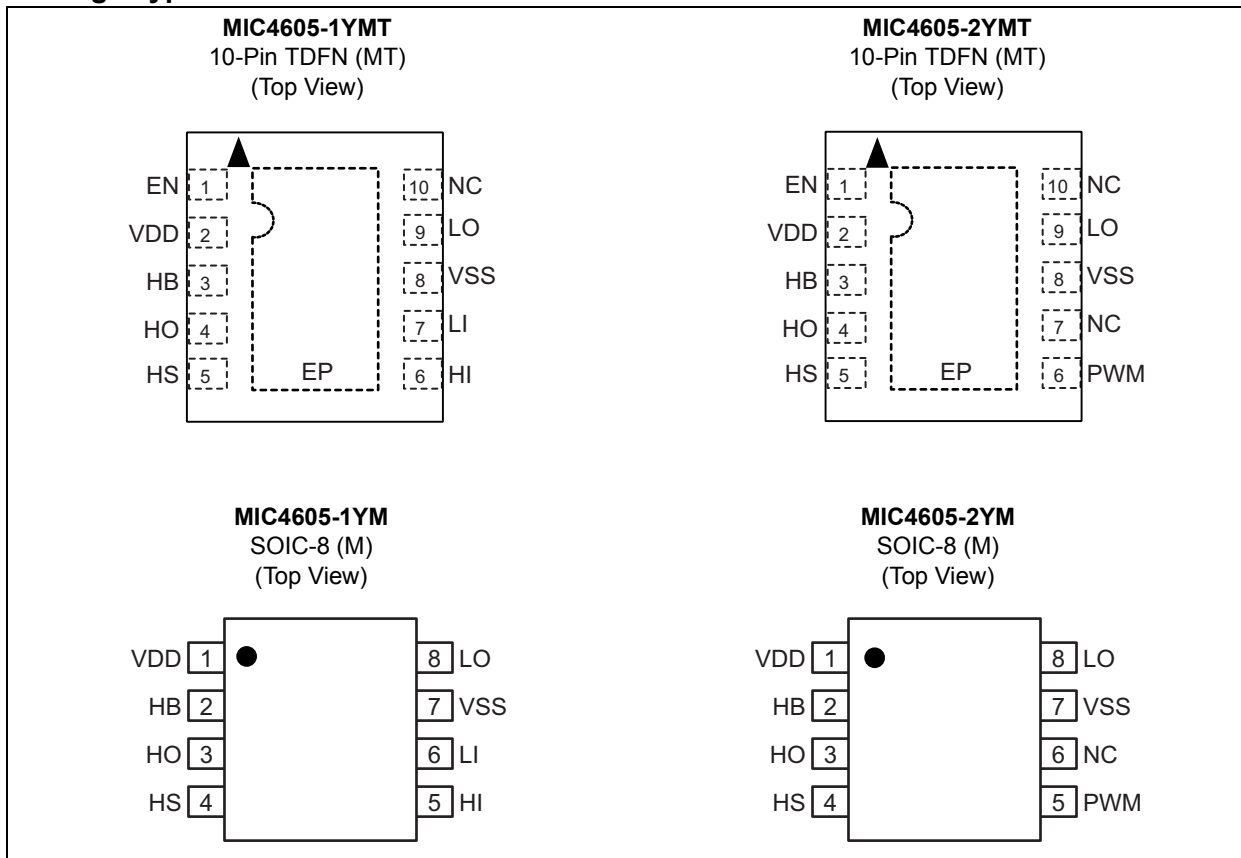 MIC4605-1YMT
10-Pin TDFN (MT)
(Top View)
EN 1
VDD 2
HB 3
HO 4
HS 5
EP
10 NC
9 LO
8 VSS
7 LI
6 HI
MIC4605-2YMT
10-Pin TDFN (MT)
(Top View)
EN 1
VDD 2
HB 3
HO 4
HS 5
EP
10 NC
9 LO
8 VSS
7 NC
6 PWM
MIC4605-1YM
SOIC-8 (M)
(Top View)
VDD 1
HB 2
HO 3
HS 4
8 LO
7 VSS
6 LI
5 HI
MIC4605-2YM
SOIC-8 (M)
(Top View)
VDD 1
HB 2
HO 3
HS 4
8 LO
7 VSS
6 NC
5 PWM